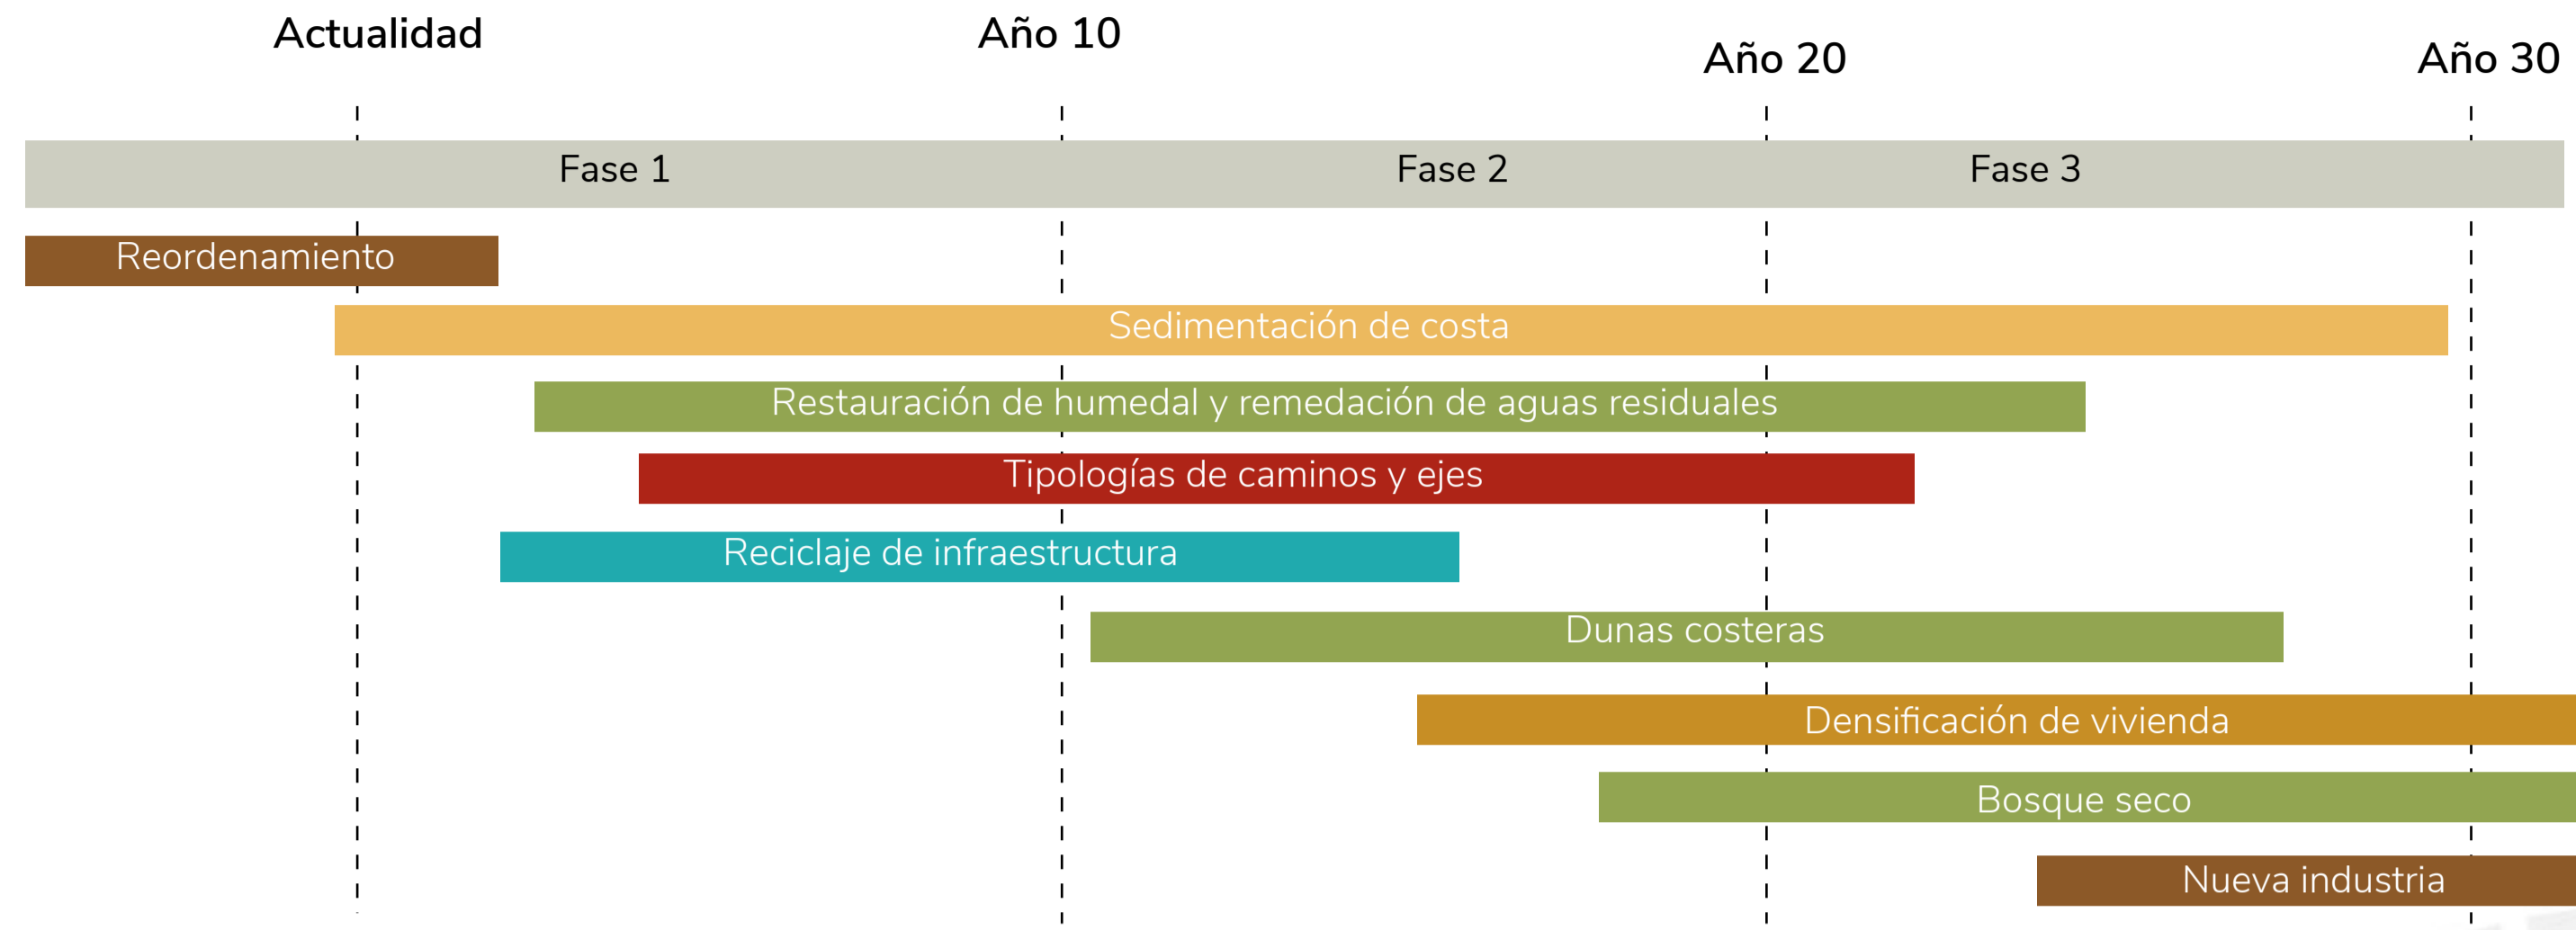 Actualidad
Año 10
Año 20
Año 30
Fase 1
Fase 2
Fase 3
Reordenamiento
Sedimentación de costa
Restauración de humedal y remedación de aguas residuales
Tipologías de caminos y ejes
Reciclaje de infraestructura
Dunas costeras
Densificación de vivienda
Bosque seco
Nueva industria